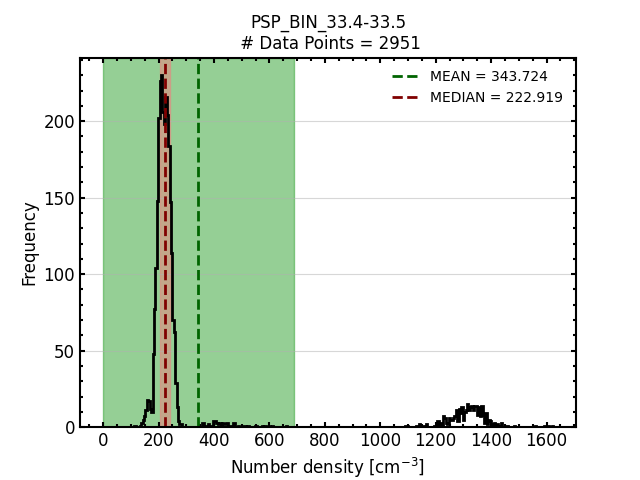 PSP_BIN_33.4-33.5
# Data Points = 2951
MEAN = 343.724
MEDIAN = 222.919
200
150
100
50
0
Frequency
0 200 400 600 800 1000 1200 1400 1600
Number density [cm⁻³]